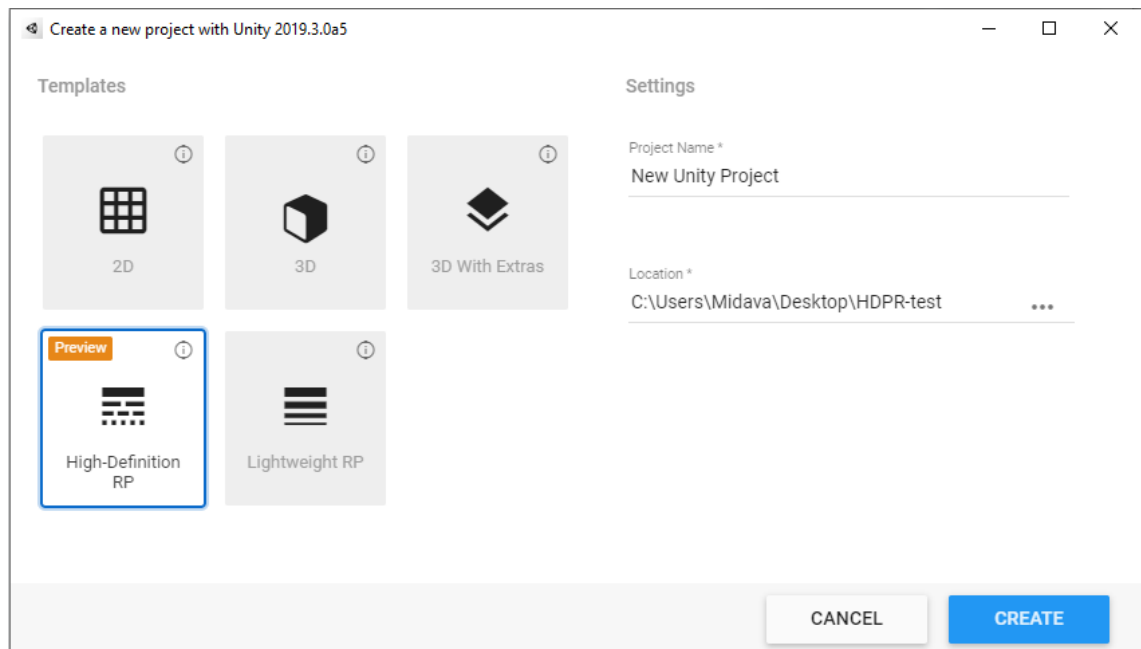 Create a new project with Unity 2019.3.0a5
Templates
2D
3D
3D With Extras
Preview
High-Definition
RP
Lightweight RP
Settings
Project Name *
New Unity Project
Location *
C:\Users\Midava\Desktop\HDPR-test
CANCEL
CREATE